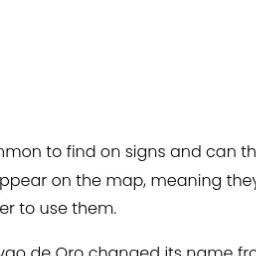 mmon to find on signs and can th
ppear on the map, meaning they
er to use them.
de Oro changed its name fro